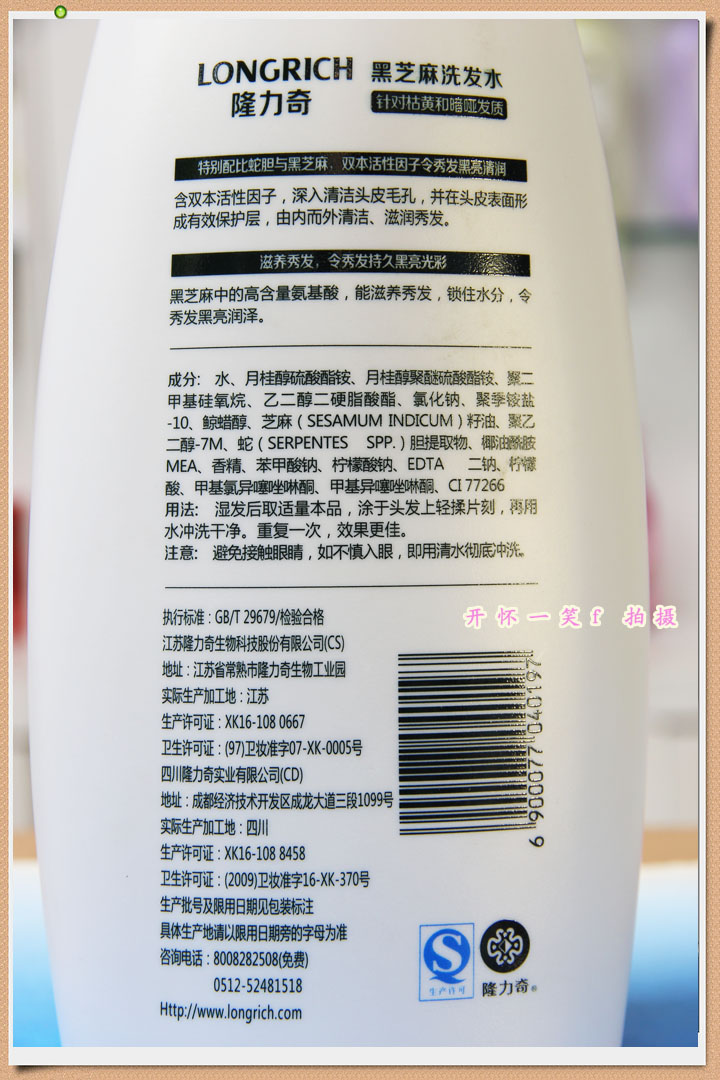 LONGRICH
隆力奇
黑芝麻洗发水
针对枯黄和暗哑发质
特别配比蛇胆与黑芝麻，双本活性因子令秀发黑亮清润
含双本活性因子，深入清洁头皮毛孔，并在头皮表面形
成有效保护层，由内而外清洁、滋润秀发。
滋养秀发，令秀发持久黑亮光彩
黑芝麻中的高含量氨基酸，能滋养秀发，锁住水分，令
秀发黑亮润泽。
成分： 水、月桂醇硫酸酯铵、月桂醇聚醚硫酸酯铵、聚二
甲基硅氧烷、乙二醇二硬脂酸酯、氯化钠、聚季铵盐
-10、鲸蜡醇、芝麻（SESAMUM INDICUM）籽油、聚乙
二醇-7M、蛇（SERPENTES SPP.）胆提取物、椰油酰胺
MEA、香精、苯甲酸钠、柠檬酸钠、EDTA 二钠、柠檬
酸、甲基氯异噻唑啉酮、甲基异噻唑啉酮、CI 77266
用法： 湿发后取适量本品，涂于头发上轻揉片刻，再用
水冲洗干净。重复一次，效果更佳。
注意： 避免接触眼睛，如不慎入眼，即用清水彻底冲洗。
执行标准：GB/T 29679/检验合格
江苏隆力奇生物科技股份有限公司(CS)
地址：江苏省常熟市隆力奇生物工业园
实际生产加工地：江苏
生产许可证：XK16-108 0667
卫生许可证：(97)卫妆准字07-XK-0005号
四川隆力奇实业有限公司(CD)
地址：成都经济技术开发区成龙大道三段1099号
实际生产加工地：四川
生产许可证：XK16-108 8458
卫生许可证：(2009)卫妆准字16-XK-370号
生产批号及限用日期见包装标注
具体生产地请以限用日期旁的字母为准
咨询电话：8008282508(免费)
0512-52481518
Http://www.longrich.com
开怀一笑f 拍摄
6 900077 040197
生产许可
隆力奇®